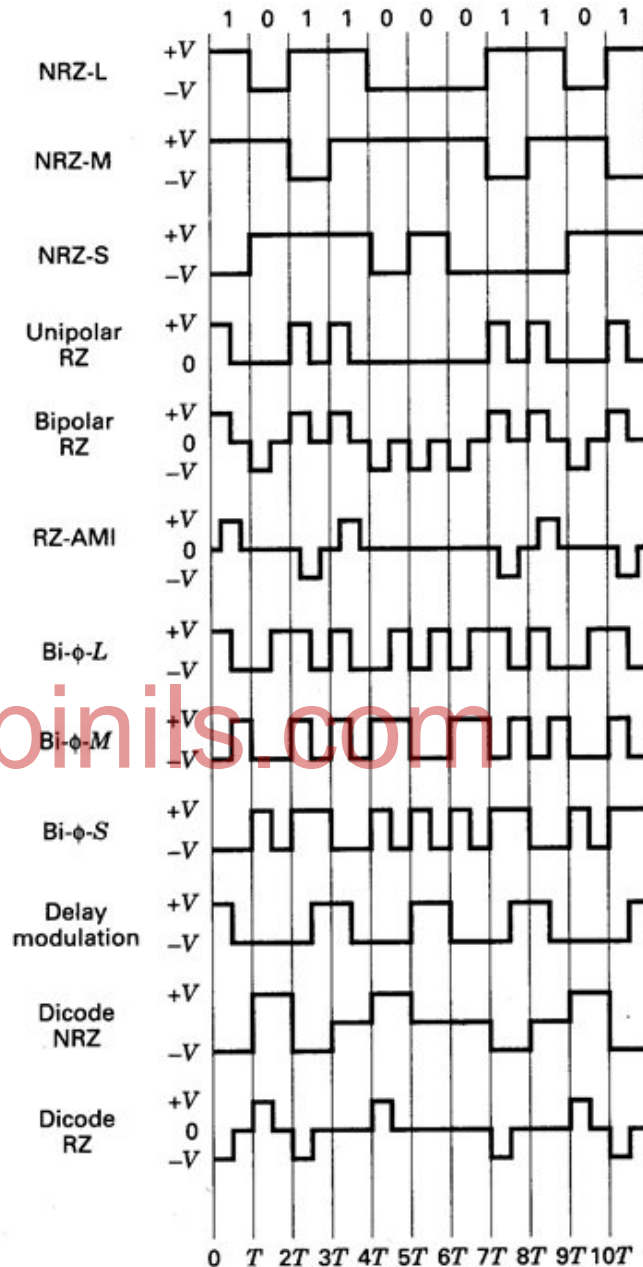 1 0 1 1 0 0 0 1 1 0 1
NRZ-L
+V
−V
NRZ-M
+V
−V
NRZ-S
+V
−V
Unipolar
RZ
+V
0
Bipolar
RZ
+V
0
−V
RZ-AMI
+V
0
−V
Bi-ϕ-L
+V
−V
binils.com
Bi-ϕ-M
+V
−V
Bi-ϕ-S
+V
−V
Delay
modulation
+V
−V
Dicode
NRZ
+V
−V
Dicode
RZ
+V
0
−V
0 T 2T 3T 4T 5T 6T 7T 8T 9T 10T